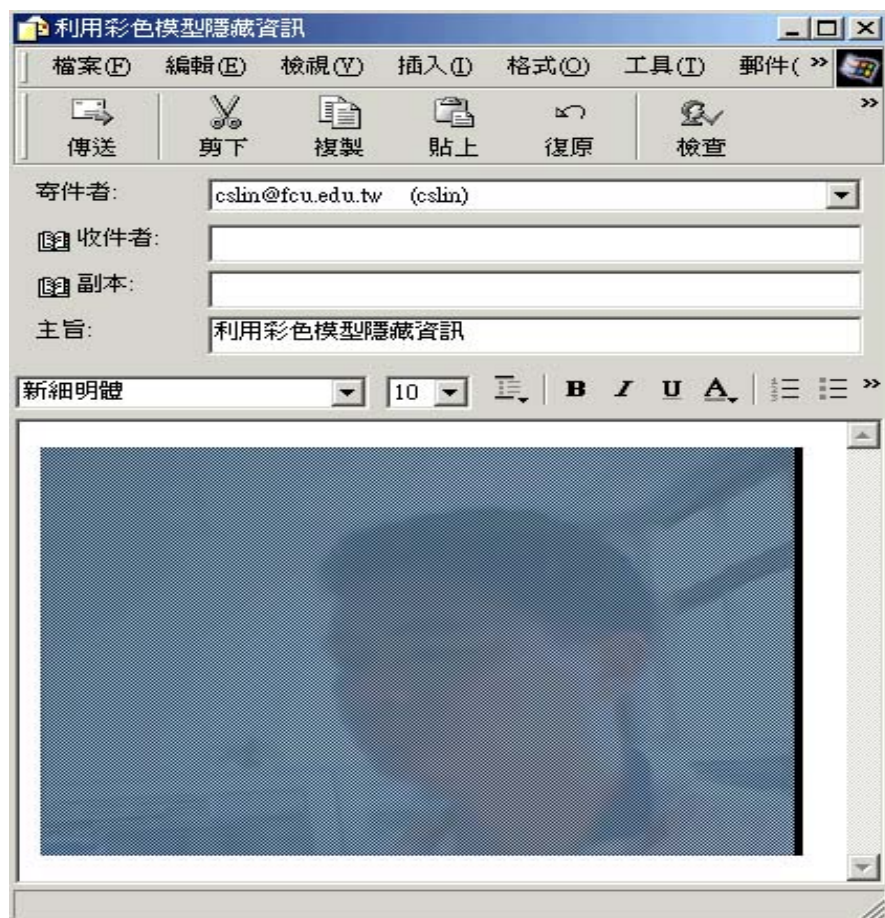 利用彩色模型隱藏資訊
檔案(F) 編輯(E) 檢視(V) 插入(I) 格式(O) 工具(T) 郵件( »
傳送 剪下 複製 貼上 復原 檢查 »
寄件者: cslin@fcu.edu.tw (cslin)
收件者:
副本:
主旨: 利用彩色模型隱藏資訊
新細明體 10 B I U A »